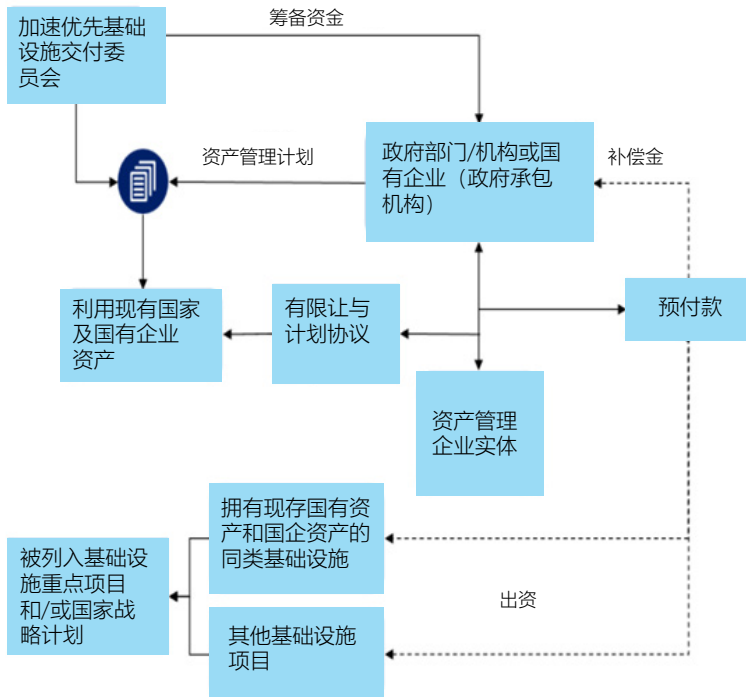 加速优先基础
设施交付委
员会
筹备资金
资产管理计划
政府部门/机构或国
有企业（政府承包
机构）
补偿金
利用现有国家
及国有企业
资产
有限让与
计划协议
预付款
资产管理
企业实体
拥有现存国有资
产和国企资产的
同类基础设施
被列入基础设
施重点项目
和/或国家战
略计划
出资
其他基础设施
项目